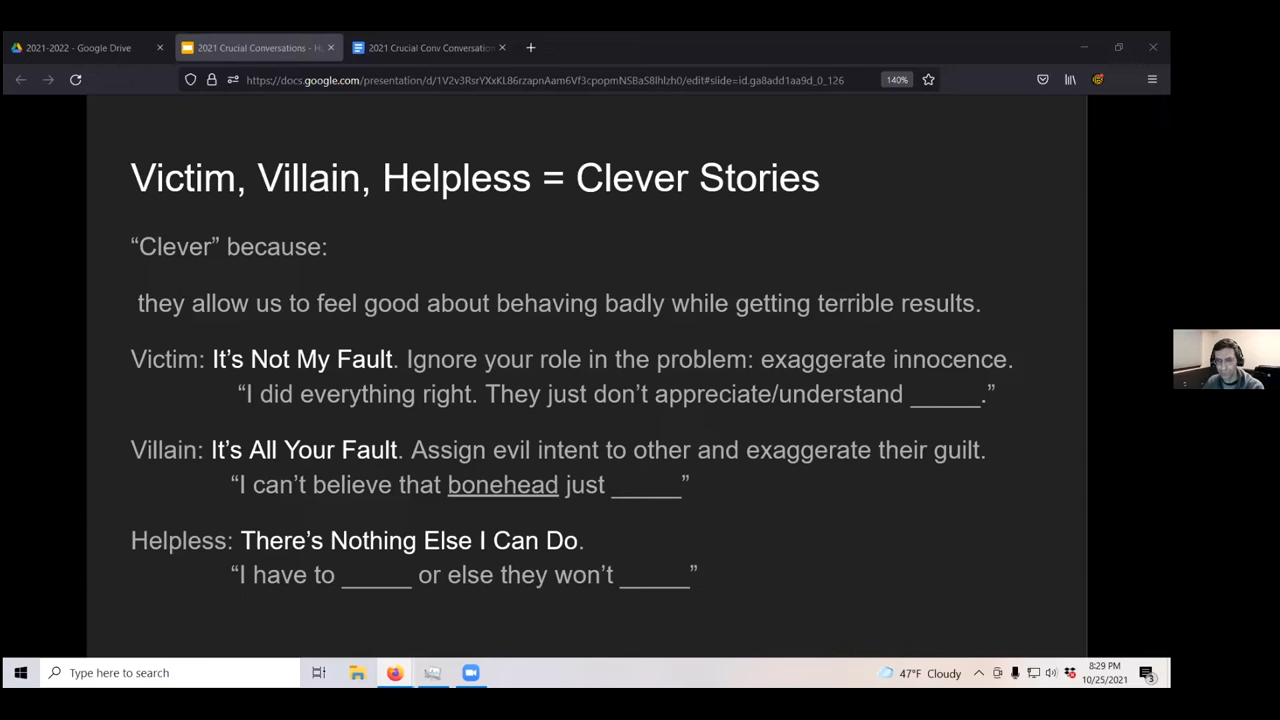 2021-2022 - Google Drive
2021 Crucial Conversations - H
2021 Crucial Conv Conversation
https://docs.google.com/presentation/d/1V2v3RsrYXxKL86rzapnAam6Vf3cpopmNSBaS8lhlzh0/edit#slide=id.ga8add1aa9d_0_126
140%
Victim, Villain, Helpless = Clever Stories
“Clever” because:
they allow us to feel good about behaving badly while getting terrible results.
Victim: It’s Not My Fault. Ignore your role in the problem: exaggerate innocence.
“I did everything right. They just don’t appreciate/understand _____.”
Villain: It’s All Your Fault. Assign evil intent to other and exaggerate their guilt.
“I can’t believe that bonehead just _____”
Helpless: There’s Nothing Else I Can Do.
“I have to _____ or else they won’t _____”
Type here to search
47°F Cloudy
8:29 PM
10/25/2021
3